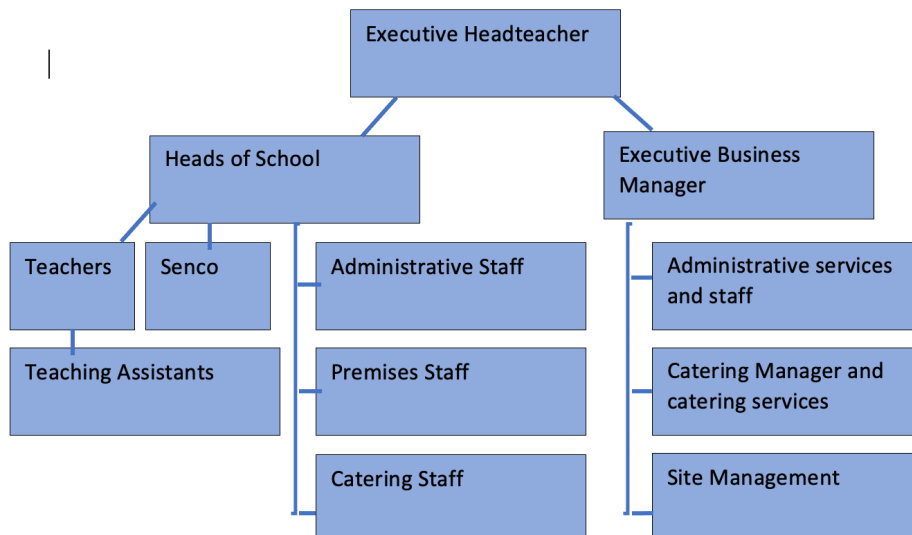 Executive Headteacher
Heads of School
Executive Business
Manager
Teachers
Senco
Administrative Staff
Administrative services
and staff
Teaching Assistants
Premises Staff
Catering Manager and
catering services
Catering Staff
Site Management